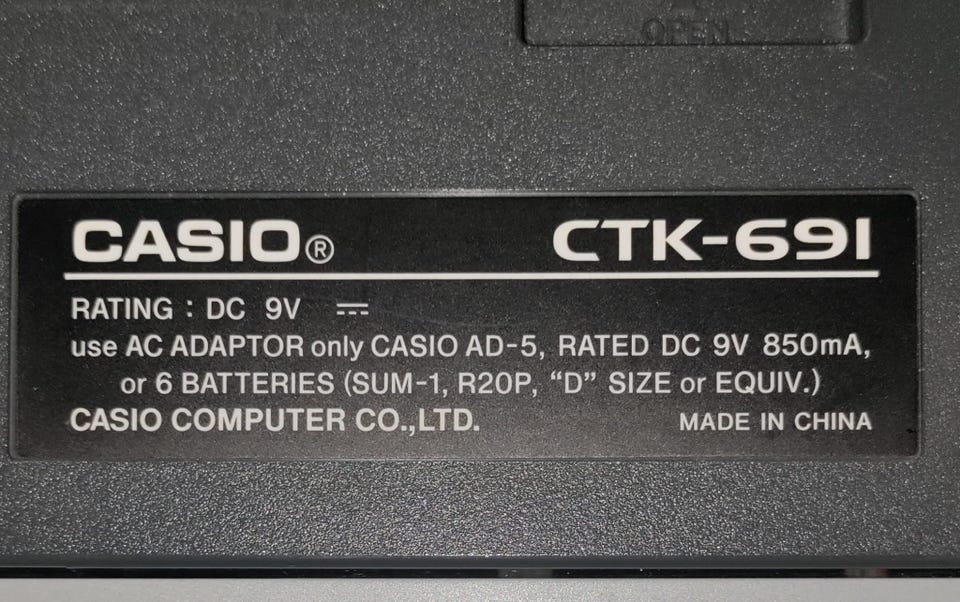 OPEN
CASIO® CTK-691
RATING : DC 9V ⎓
use AC ADAPTOR only CASIO AD-5, RATED DC 9V 850mA,
or 6 BATTERIES (SUM-1, R20P, “D” SIZE or EQUIV.)
CASIO COMPUTER CO.,LTD. MADE IN CHINA